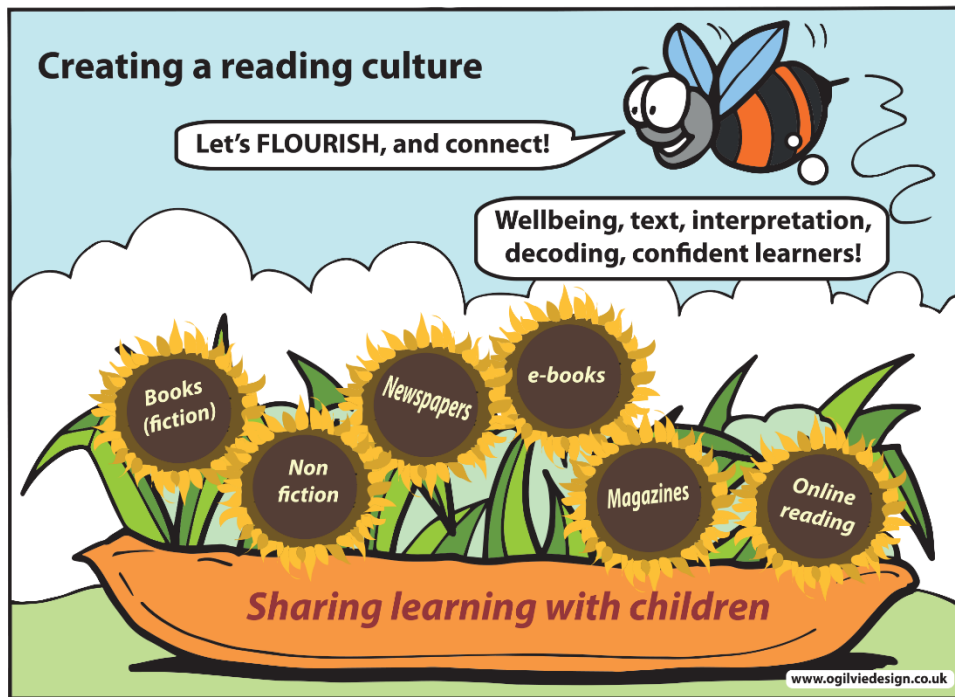 Creating a reading culture
Let's FLOURISH, and connect!
Wellbeing, text, interpretation,
decoding, confident learners!
Books
(fiction)
Non
fiction
Newspapers
e-books
Magazines
Online
reading
Sharing learning with children
www.ogilviedesign.co.uk